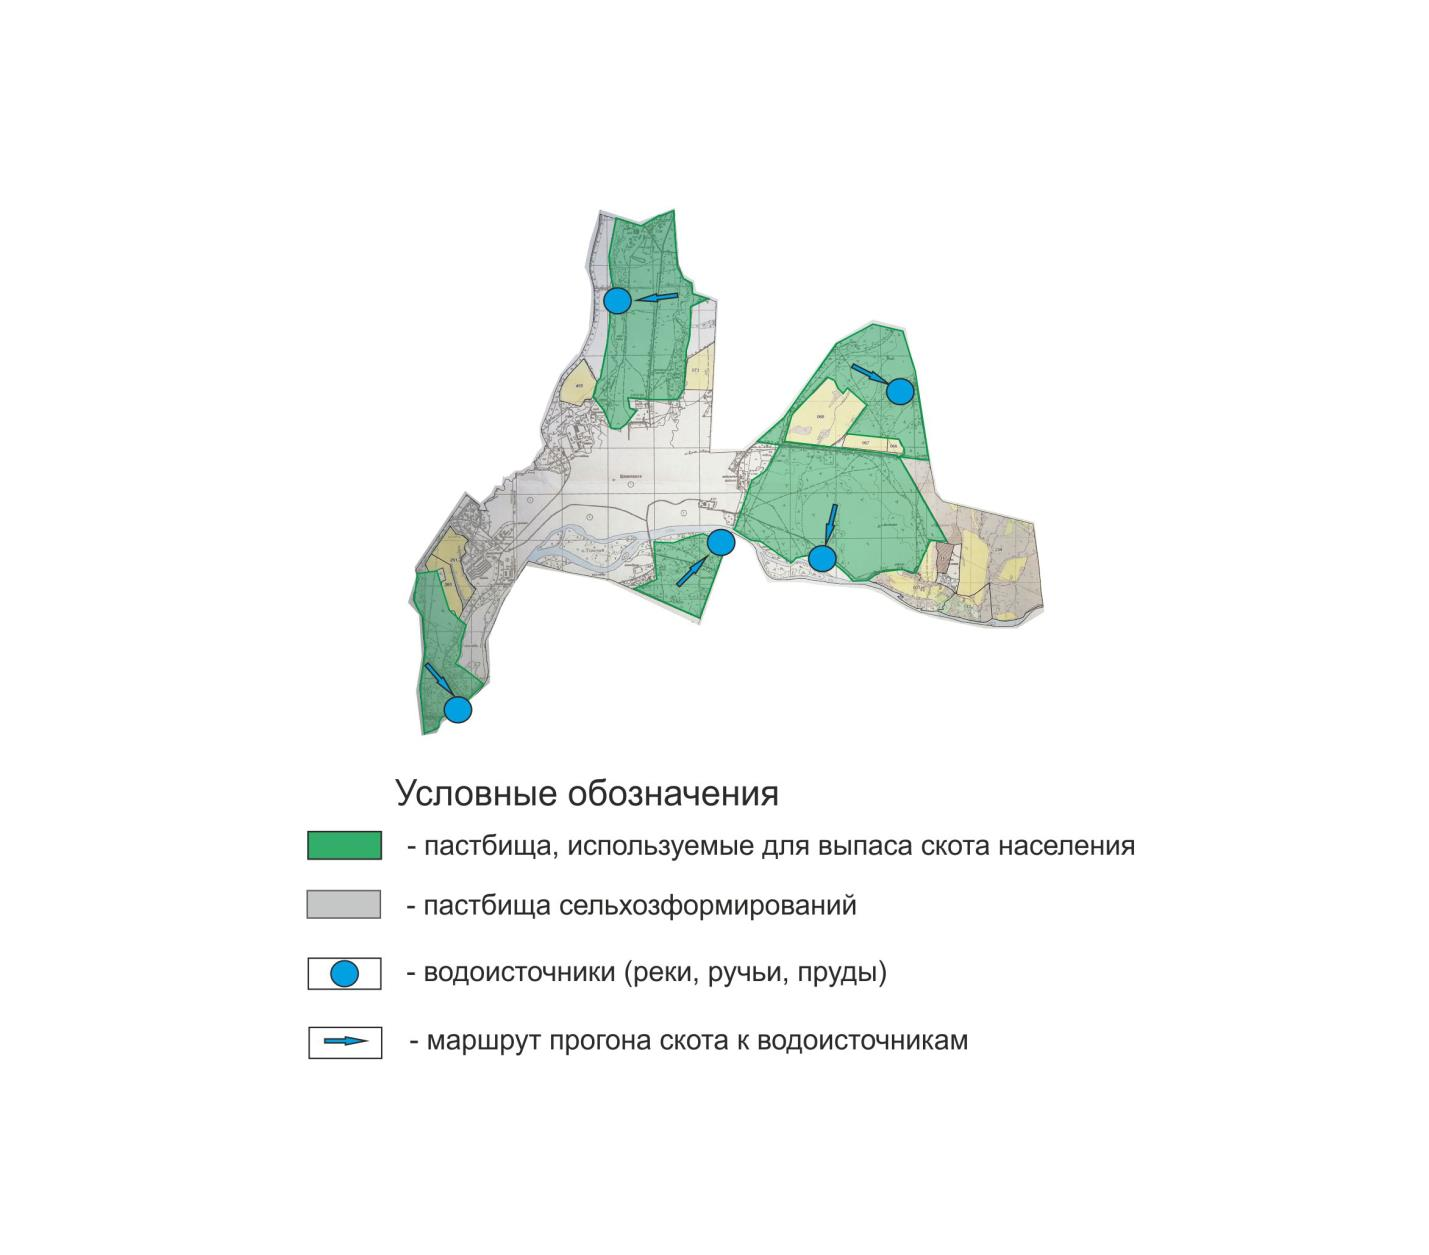 Условные обозначения
- пастбища, используемые для выпаса скота населения
- пастбища сельхозформирований
- водоисточники (реки, ручьи, пруды)
- маршрут прогона скота к водоисточникам